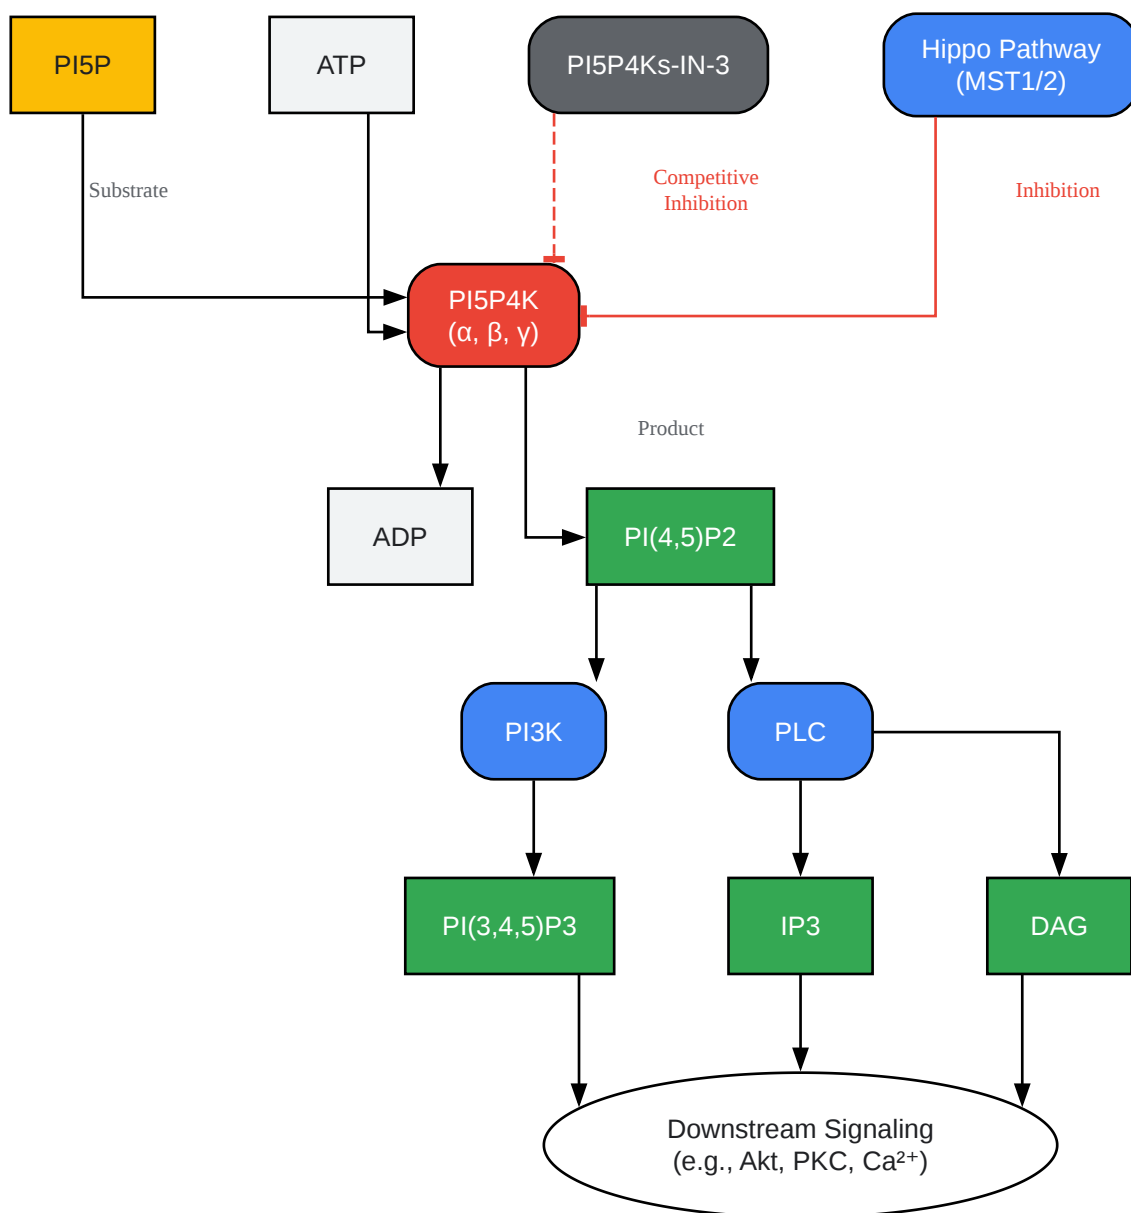 PI5P
ATP
PI5P4Ks-IN-3
Hippo Pathway
(MST1/2)
Substrate
Competitive
Inhibition
Inhibition
PI5P4K
(α, β, γ)
Product
ADP
PI(4,5)P2
PI3K
PLC
PI(3,4,5)P3
IP3
DAG
Downstream Signaling
(e.g., Akt, PKC, Ca²⁺)